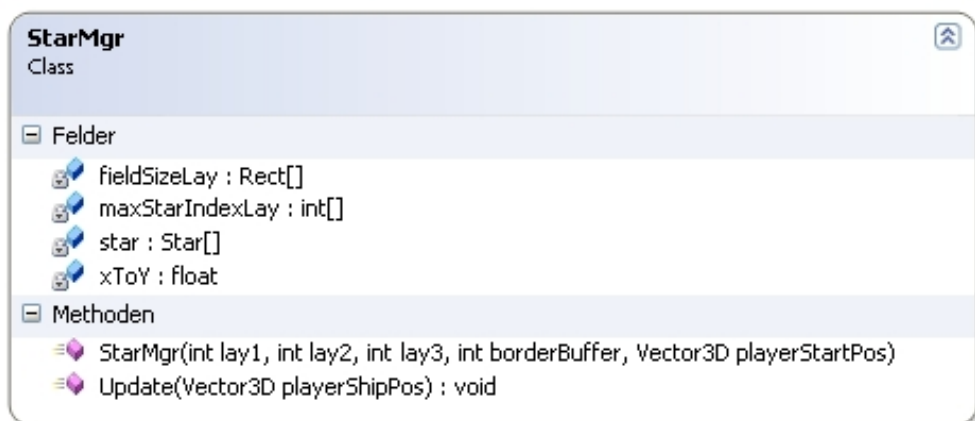 StarMgr
Class
Felder
fieldSizeLay : Rect[]
maxStarIndexLay : int[]
star : Star[]
xToY : float
Methoden
StarMgr(int lay1, int lay2, int lay3, int borderBuffer, Vector3D playerStartPos)
Update(Vector3D playerShipPos) : void